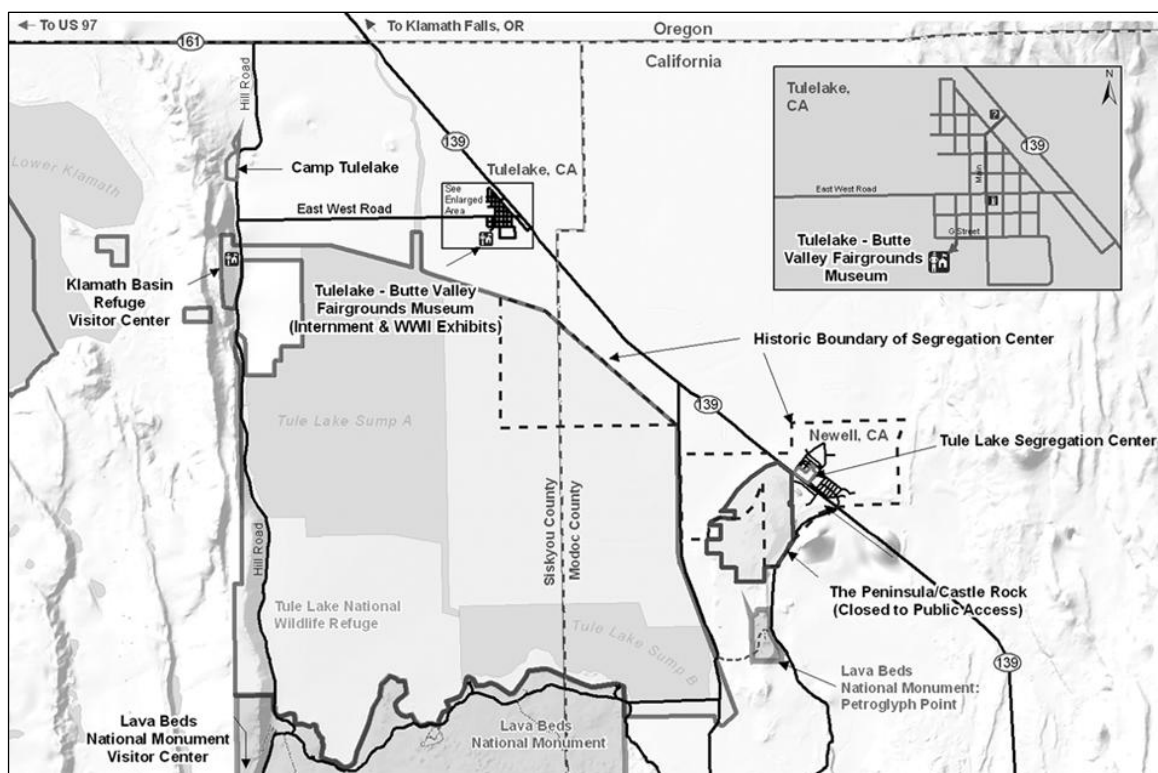 To US 97
To Klamath Falls, OR
Oregon
161
California
Hill Road
Tulelake,
CA
N
139
Main
East West Road
G Street
Tulelake - Butte
Valley Fairgrounds
Museum
Lower Klamath
Camp Tulelake
139
Tulelake, CA
See
Enlarged
Area
East West Road
Klamath Basin
Refuge
Visitor Center
Tulelake - Butte Valley
Fairgrounds Museum
(Internment & WWII Exhibits)
Historic Boundary of Segregation Center
139
Newell, CA
Tule Lake Segregation Center
Tule Lake Sump A
Siskyou County
Modoc County
Hill Road
The Peninsula/Castle Rock
(Closed to Public Access)
Tule Lake National
Wildlife Refuge
Tule Lake Sump B
139
Lava Beds
National Monument:
Petroglyph Point
Lava Beds
National Monument
Visitor Center
Lava Beds
National Monument